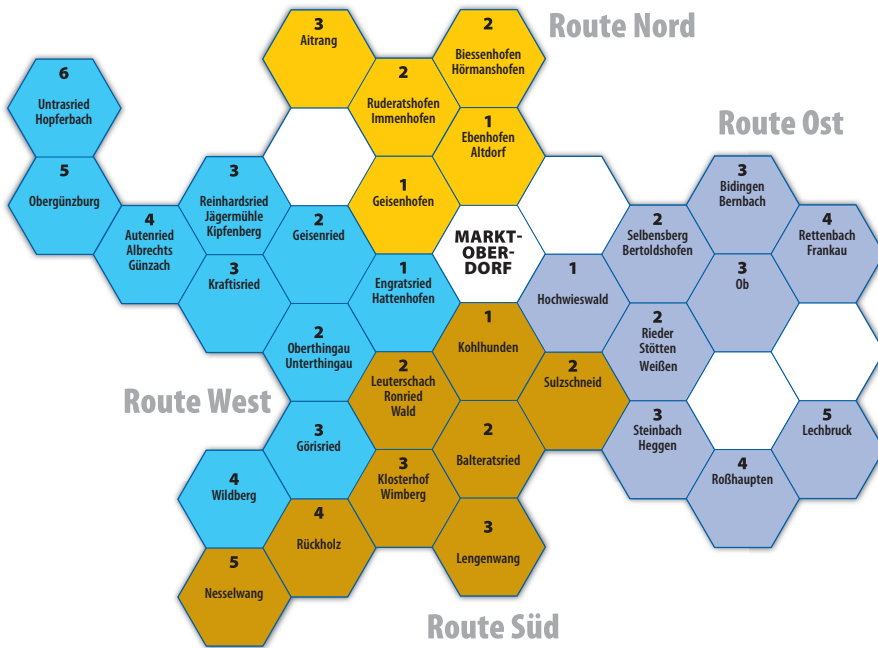 Route Nord
3
Aitrang
2
Biessenhofen
Hörmanshofen
2
Ruderatshofen
Immenhofen
1
Ebenhofen
Altdorf
1
Geisenhofen
MARKT-
OBER-
DORF
6
Untrasried
Hopferbach
5
Obergünzburg
4
Autenried
Albrechts
Günzach
3
Reinhardsried
Jägermühle
Kipfenberg
3
Kraftisried
2
Geisenried
1
Engratsried
Hattenhofen
2
Oberthingau
Unterthingau
Route West
3
Görisried
4
Wildberg
Route Ost
3
Bidingen
Bernbach
2
Selbensberg
Bertoldshofen
4
Rettenbach
Frankau
1
Hochwieswald
3
Ob
2
Rieder
Stötten
Weißen
3
Steinbach
Heggen
5
Lechbruck
4
Roßhaupten
1
Kohlhunden
2
Leuterschach
Ronried
Wald
2
Sulzschneid
2
Balteratsried
3
Klosterhof
Wimberg
4
Rückholz
3
Lengenwang
5
Nesselwang
Route Süd